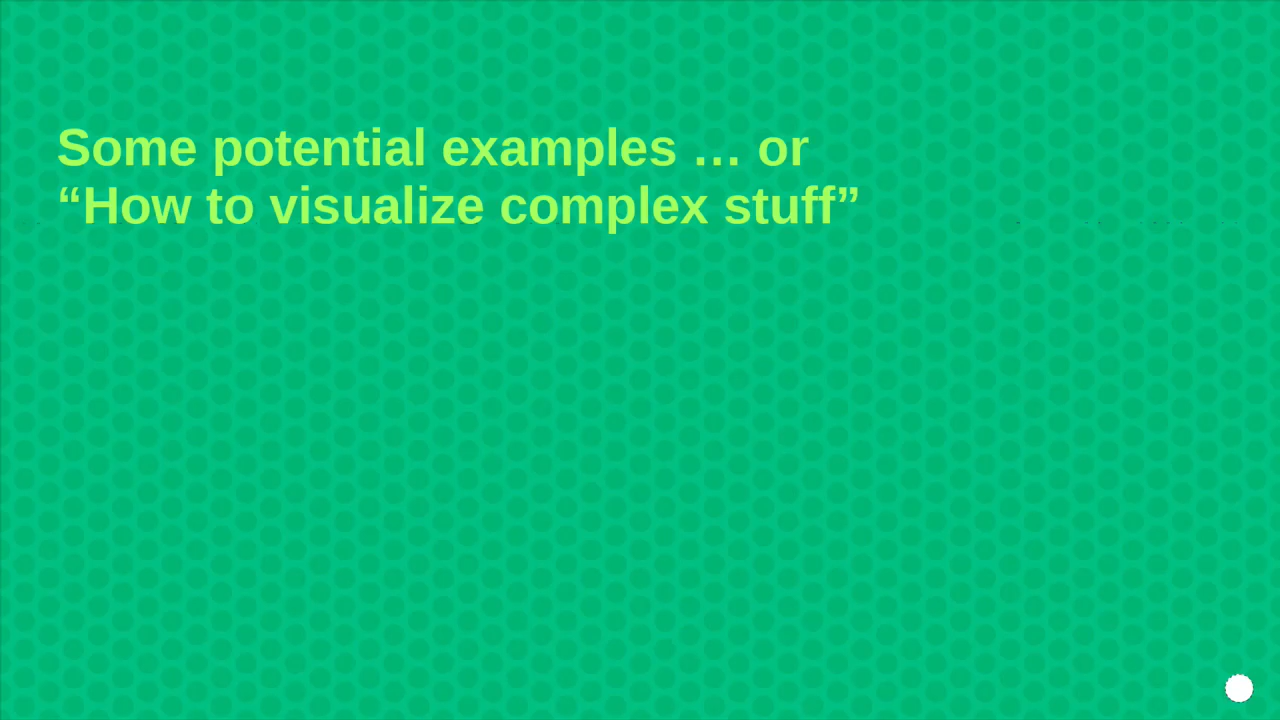 Some potential examples … or
“How to visualize complex stuff”